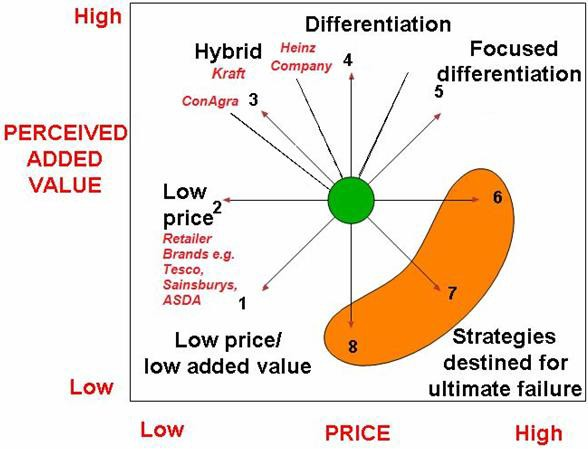 High
Differentiation
Hybrid
Heinz
Company
Kraft
4
Focused
differentiation
5
ConAgra
3
PERCEIVED
ADDED
VALUE
Low
price
2
6
Retailer
Brands e.g.
Tesco,
Sainsburys,
ASDA
1
7
Low price/
low added value
8
Strategies
destined for
ultimate failure
Low
Low
PRICE
High